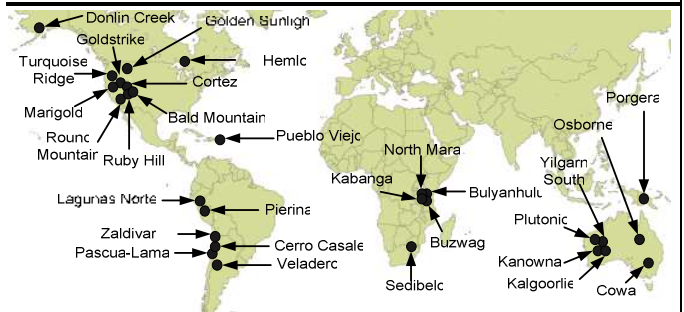 Donlin Creek
Golden Sunligh
Goldstrike
Turquoise
Ridge
Hemlo
Cortez
Marigold
Bald Mountain
Round
Mountain
Ruby Hill
Pueblo Viejo
Porgera
Osborne
North Mara
Yilgarn
South
Kabanga
Bulyanhulu
Lagunas Norte
Pierina
Plutonic
Zaldivar
Cerro Casale
Buzwag
Pascua-Lama
Kanowna
Veladero
Kalgoorlie
Sedibelo
Cowa